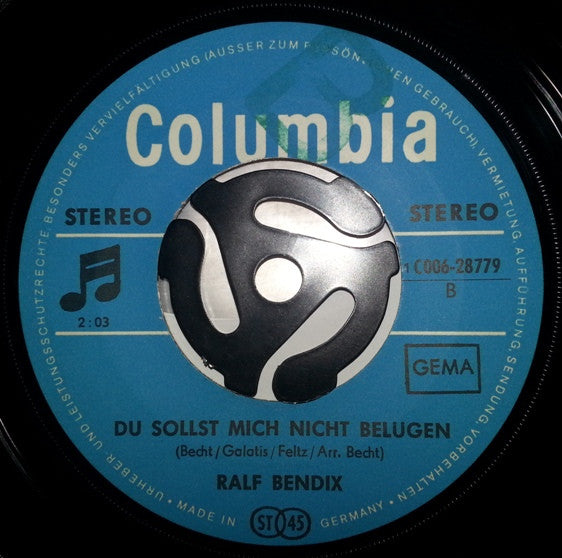 URHEBER- UND LEISTUNGSSCHUTZRECHTE, BESONDERS VERVIELFÄLTIGUNG (AUSSER ZUM PERSÖNLICHEN GEBRAUCH), VERMIETUNG, AUFFÜHRUNG, SENDUNG, VORBEHALTEN •
Columbia
STEREO
STEREO
1 C006-28779
B
2:03
GEMA
DU SOLLST MICH NICHT BELUGEN
(Becht/Galatis/Feltz/Arr. Becht)
RALF BENDIX
• MADE IN ST 45 GERMANY •